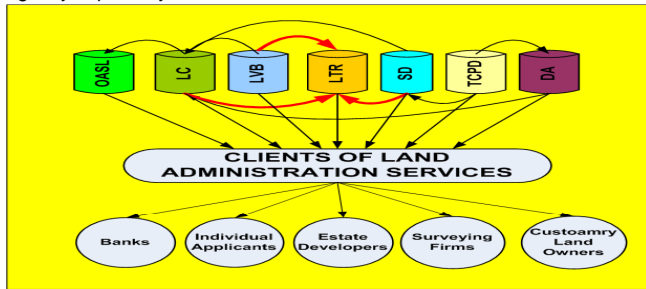 OASL
LC
LVB
LTR
SD
TCPD
DA
CLIENTS OF LAND
ADMINISTRATION SERVICES
Banks
Individual
Applicants
Estate
Developers
Surveying
Firms
Custoamry
Land
Owners